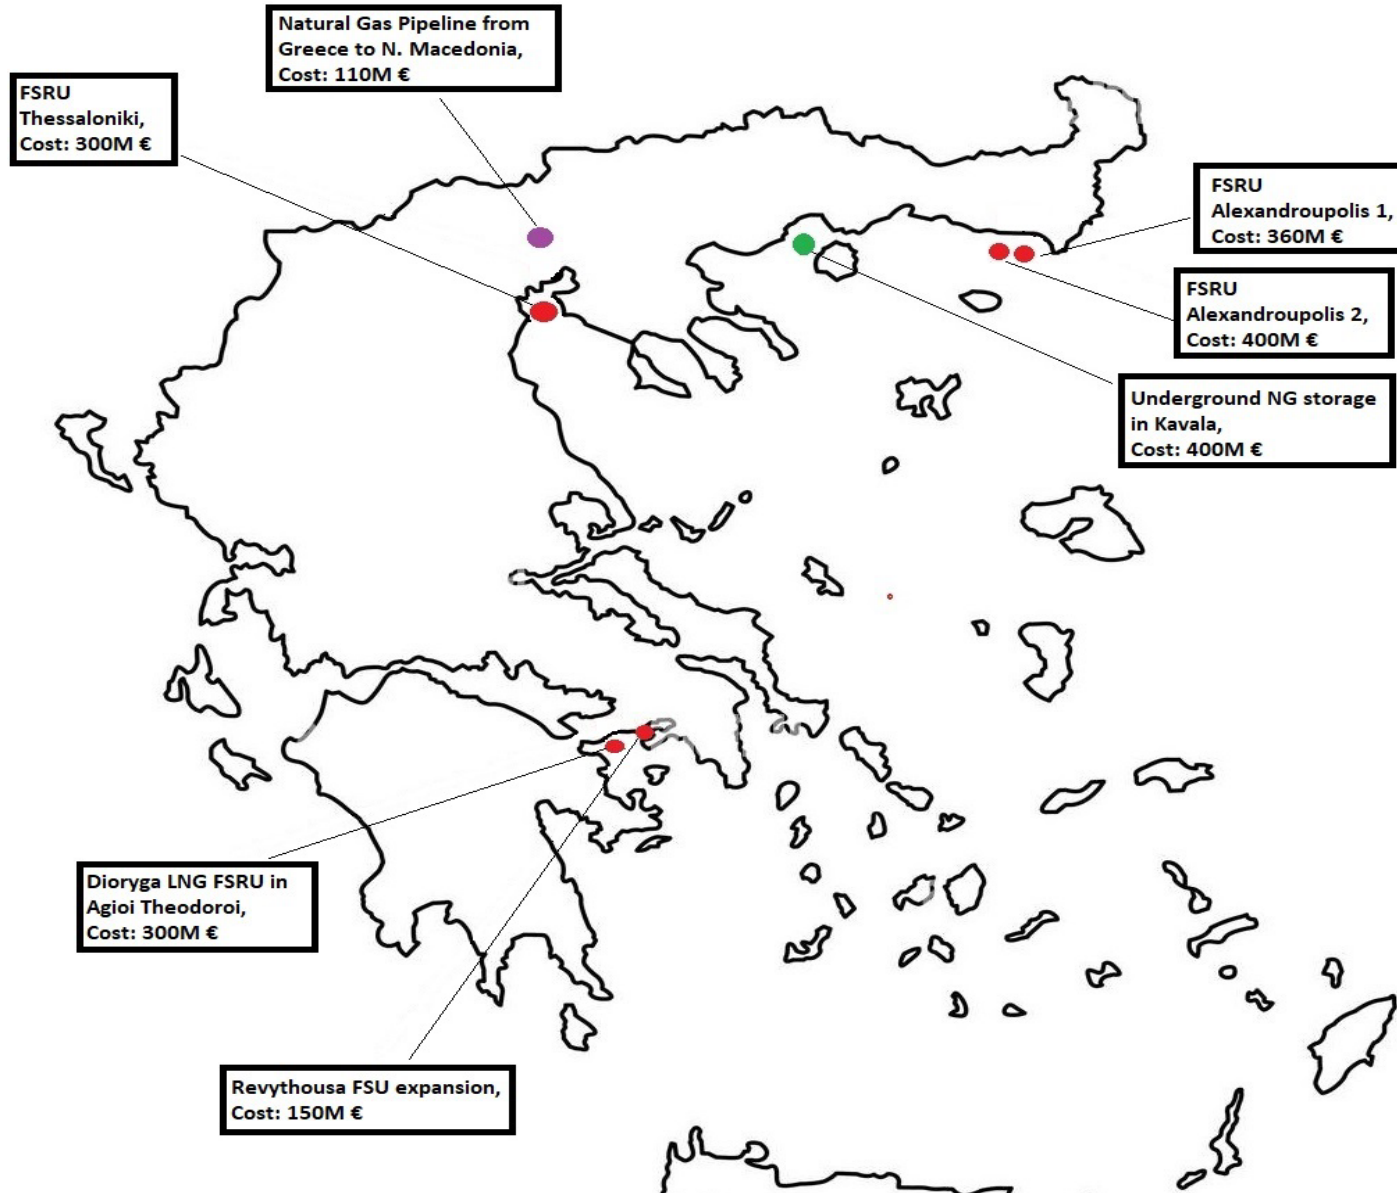 Natural Gas Pipeline from
Greece to N. Macedonia,
Cost: 110M €
FSRU
Thessaloniki,
Cost: 300M €
FSRU
Alexandroupolis 1,
Cost: 360M €
FSRU
Alexandroupolis 2,
Cost: 400M €
Underground NG storage
in Kavala,
Cost: 400M €
Dioryga LNG FSRU in
Agioi Theodoroi,
Cost: 300M €
Revythousa FSU expansion,
Cost: 150M €